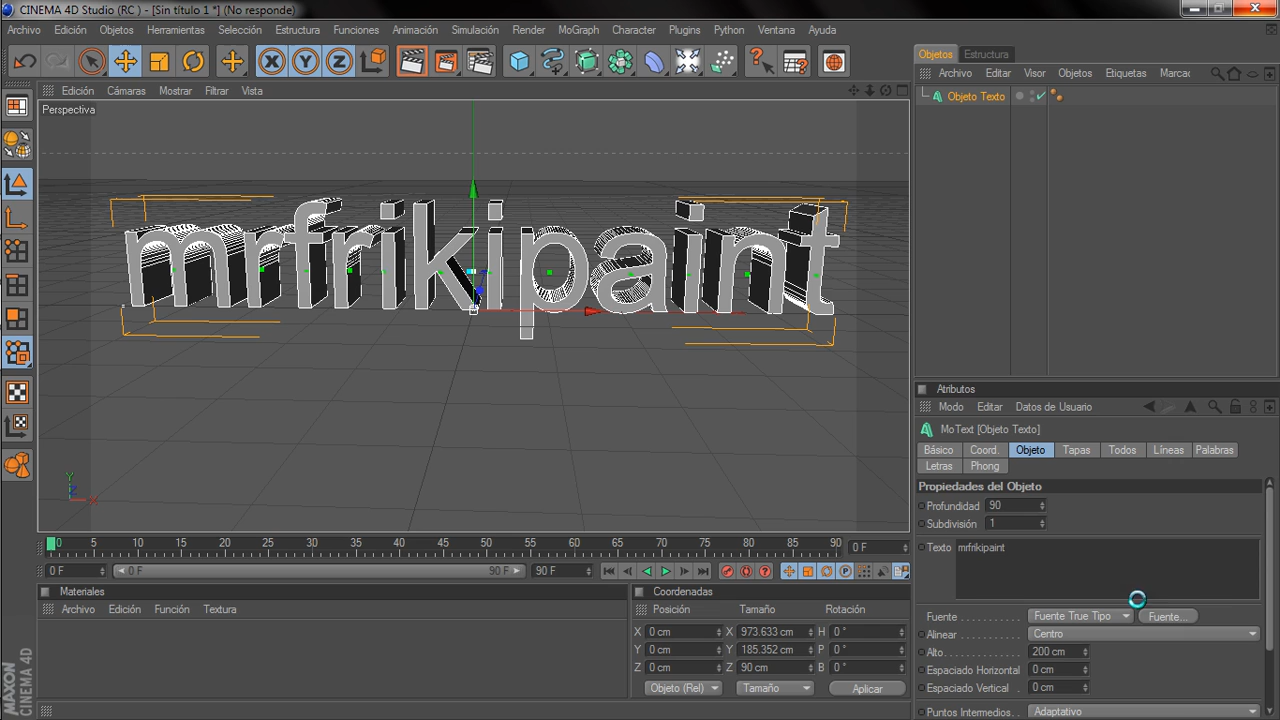 CINEMA 4D Studio (RC ) - [Sin título 1 *] (No responde)
Archivo Edición Objetos Herramientas Selección Estructura Funciones Animación Simulación Render MoGraph Character Plugins Python Ventana Ayuda
X Y Z
Objetos Estructura
Archivo Editar Visor Objetos Etiquetas Marca
Edición Cámaras Mostrar Filtrar Vista
Objeto Texto
Perspectiva
mrfrikipaint
Y
Z
X
Atributos
Modo Editar Datos de Usuario
MoText [Objeto Texto]
Básico Coord. Objeto Tapas Todos Líneas Palabras
Letras Phong
Propiedades del Objeto
Profundidad 90
Subdivisión 1
Texto mrfrikipaint
Fuente Fuente True Tipo Fuente...
Alinear Centro
Alto 200 cm
Espaciado Horizontal 0 cm
Espaciado Vertical 0 cm
Puntos Intermedios Adaptativo
0 5 10 15 20 25 30 35 40 45 50 55 60 65 70 75 80 85 90 0 F
0 F 0 F 90 F 90 F
Materiales
Archivo Edición Función Textura
Coordenadas
Posición Tamaño Rotación
X 0 cm X 973.633 cm H 0 °
Y 0 cm Y 185.352 cm P 0 °
Z 0 cm Z 90 cm B 0 °
Objeto (Rel) Tamaño Aplicar
MAXON
CINEMA 4D